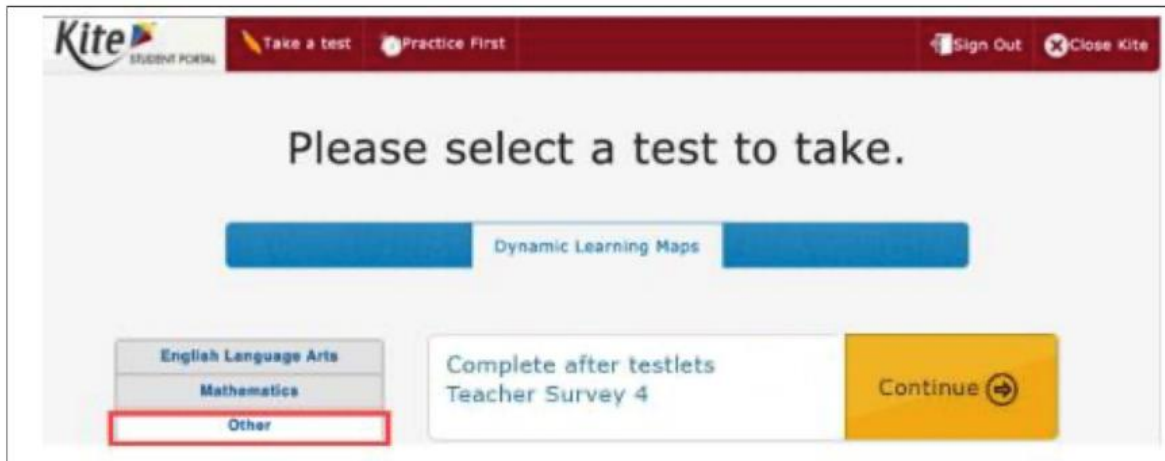 Kite
STUDENT PORTAL
Take a test
Practice First
Sign Out
Close Kite
Please select a test to take.
Dynamic Learning Maps
English Language Arts
Mathematics
Other
Complete after testlets
Teacher Survey 4
Continue